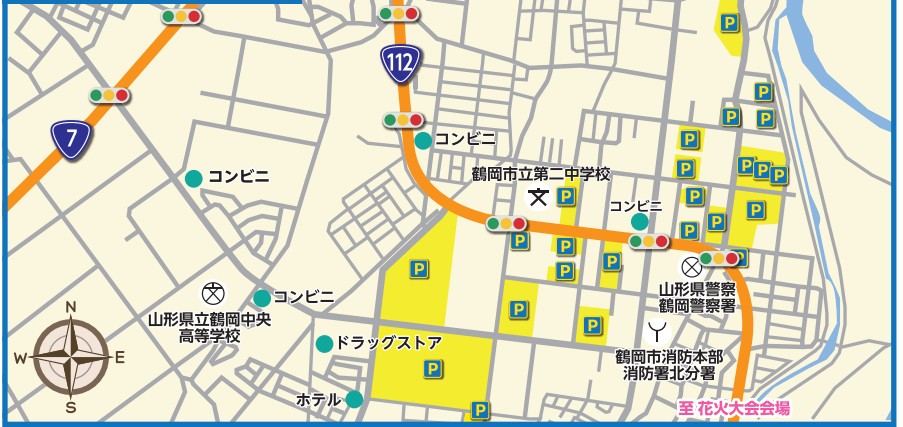 P
112
P
P
P
P
7
コンビニ
P
P
P
P
P
P
鶴岡市立第二中学校
コンビニ
文
P
P
コンビニ
P
P
P
P
P
P
P
P
P
P
山形県警察
鶴岡警察署
コンビニ
P
山形県立鶴岡中央
高等学校
P
N
W
E
S
ドラッグストア
鶴岡市消防本部
消防署北分署
P
ホテル
P
至 花火大会会場